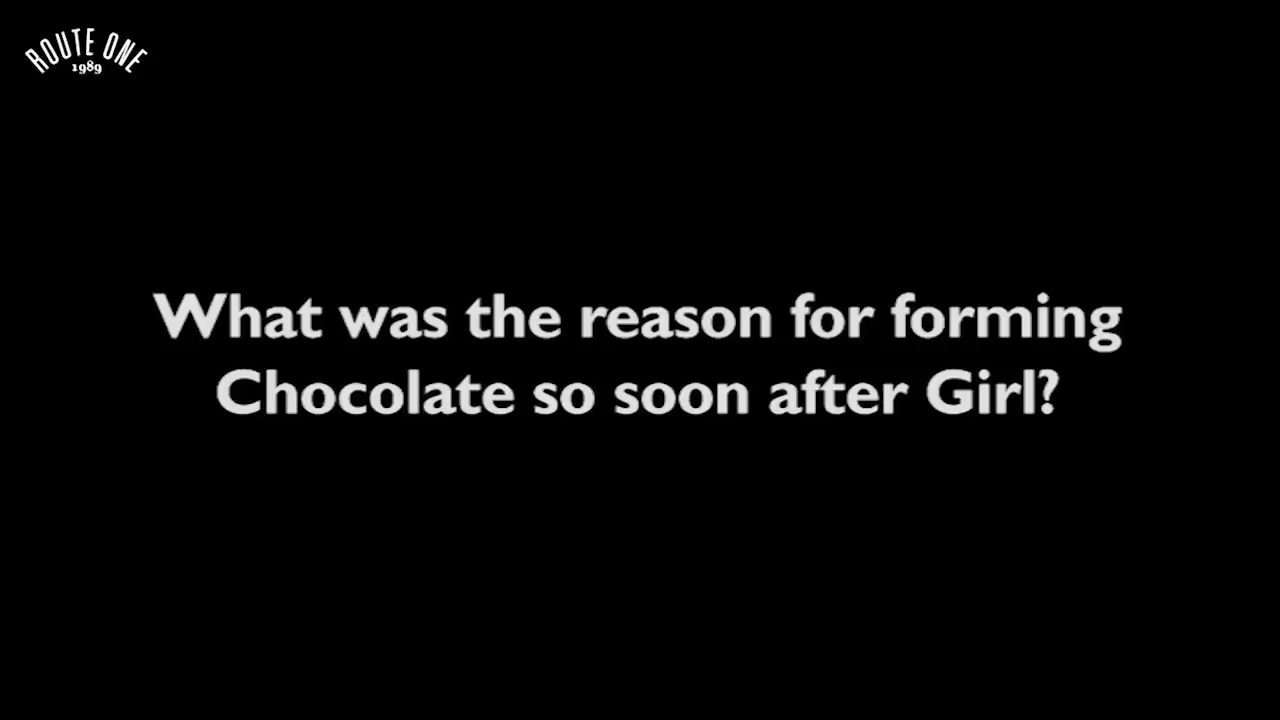 ROUTE ONE
1989
What was the reason for forming
Chocolate so soon after Girl?